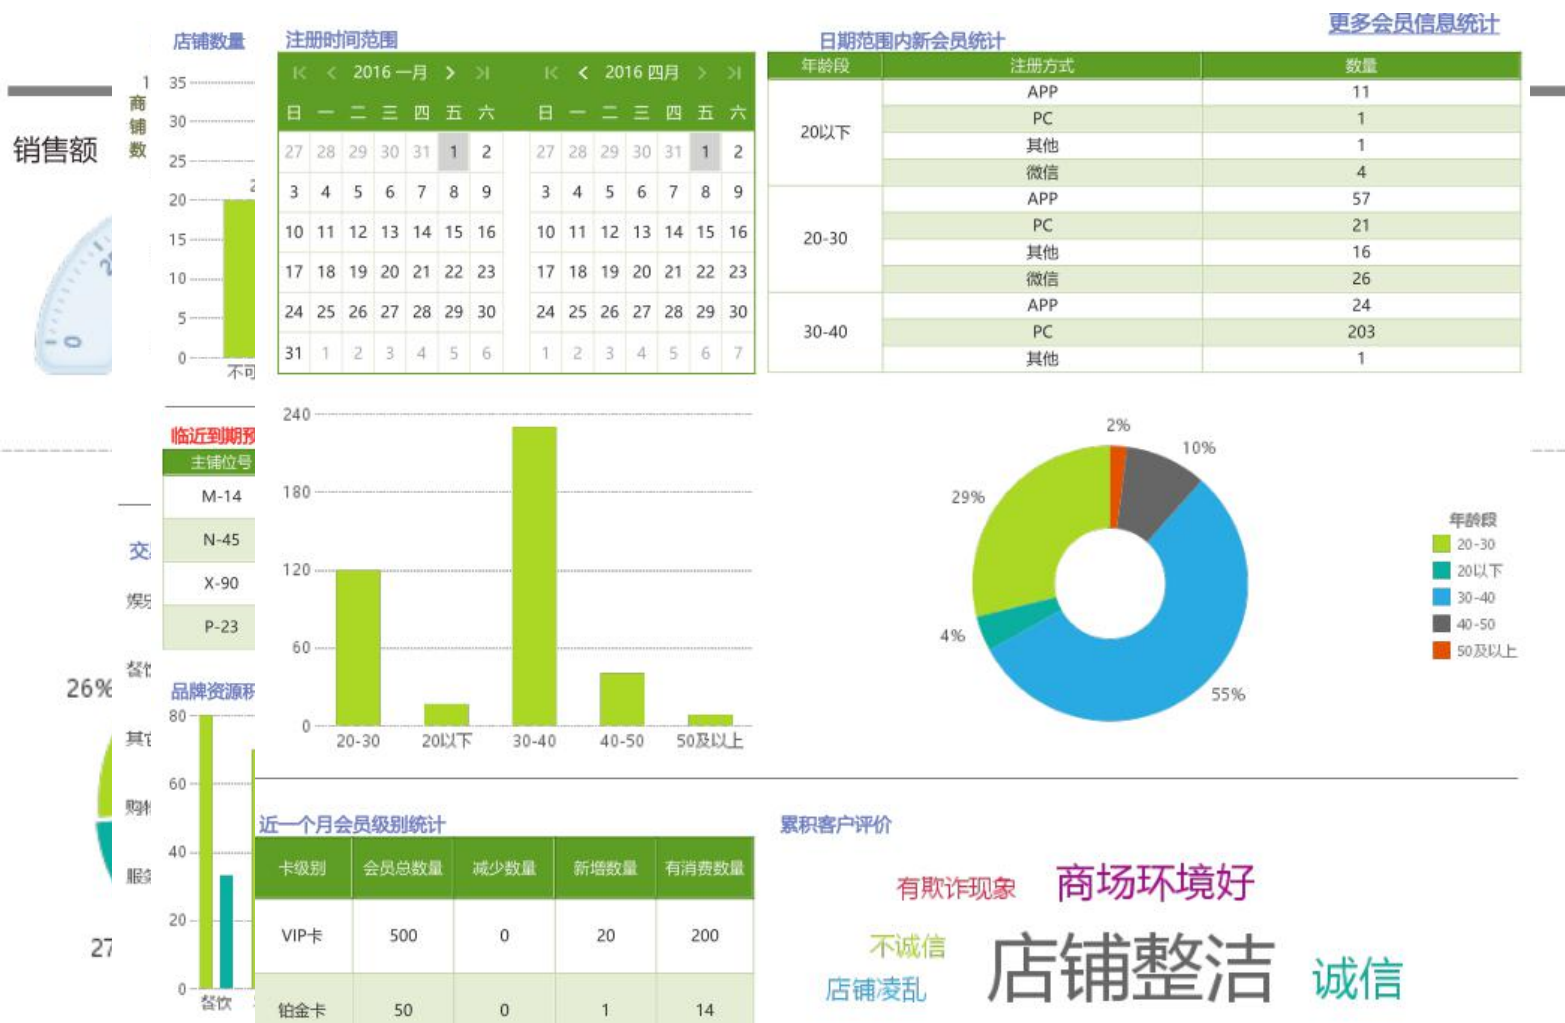 更多会员信息统计
店铺数量
注册时间范围
日期范围内新会员统计
销售额
商铺数
35
30
25
20
15
10
5
0
2016 一月
2016 四月
日 一 二 三 四 五 六
日 一 二 三 四 五 六
27 28 29 30 31 1 2
27 28 29 30 31 1 2
3 4 5 6 7 8 9
3 4 5 6 7 8 9
10 11 12 13 14 15 16
10 11 12 13 14 15 16
17 18 19 20 21 22 23
17 18 19 20 21 22 23
24 25 26 27 28 29 30
24 25 26 27 28 29 30
31 1 2 3 4 5 6
1 2 3 4 5 6 7
年龄段 注册方式 数量
20以下
APP 11
PC 1
其他 1
微信 4
20-30
APP 57
PC 21
其他 16
微信 26
30-40
APP 24
PC 203
其他 1
0
不可
临近到期预
主铺位号
M-14
N-45
X-90
P-23
240
180
120
60
0
20-30 20以下 30-40 40-50 50及以上
2%
10%
29%
4%
55%
年龄段
20-30
20以下
30-40
40-50
50及以上
26%
27
品牌资源积
80
60
40
20
0
餐饮
近一个月会员级别统计
卡级别 会员总数量 减少数量 新增数量 有消费数量
VIP卡 500 0 20 200
铂金卡 50 0 1 14
累积客户评价
有欺诈现象
商场环境好
不诚信
店铺整洁
诚信
店铺凌乱